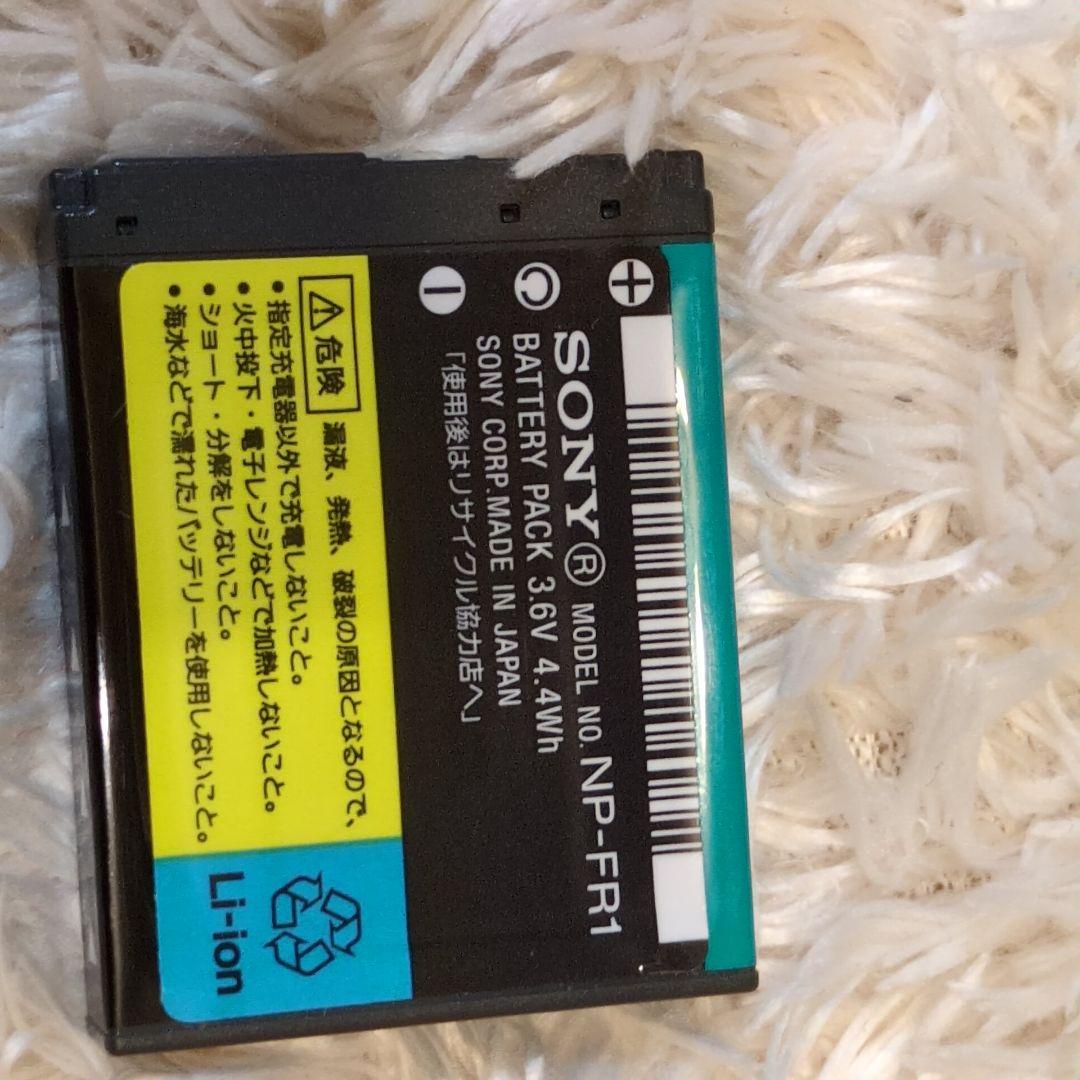 SONY® MODEL NO. NP-FR1
BATTERY PACK 3.6V 4.4Wh
SONY CORP.MADE IN JAPAN
「使用後はリサイクル協力店へ」
危険 漏液、発熱、破裂の原因となるので、
• 指定充電器以外で充電しないこと。
• 火中投下・電子レンジなどで加熱しないこと。
• ショート・分解をしないこと。
• 海水などで濡れたバッテリーを使用しないこと。
Li-ion